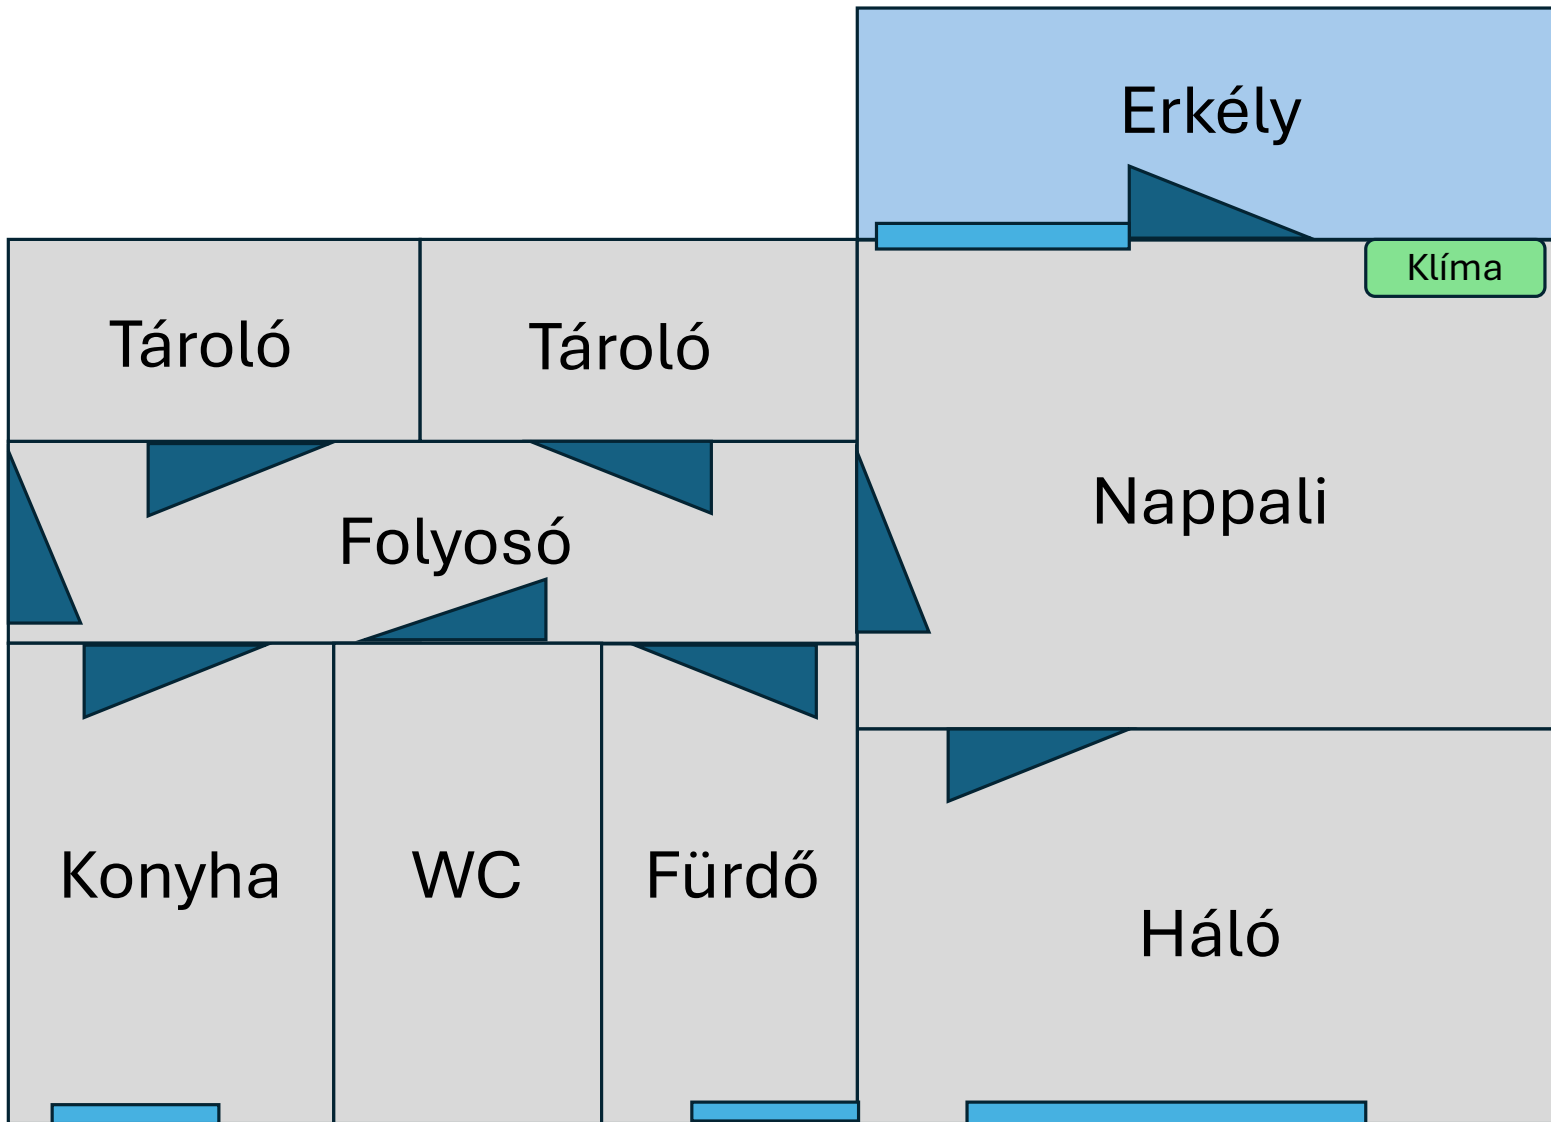 Erkély
Klíma
Tároló
Tároló
Nappali
Folyosó
Konyha
WC
Fürdő
Háló